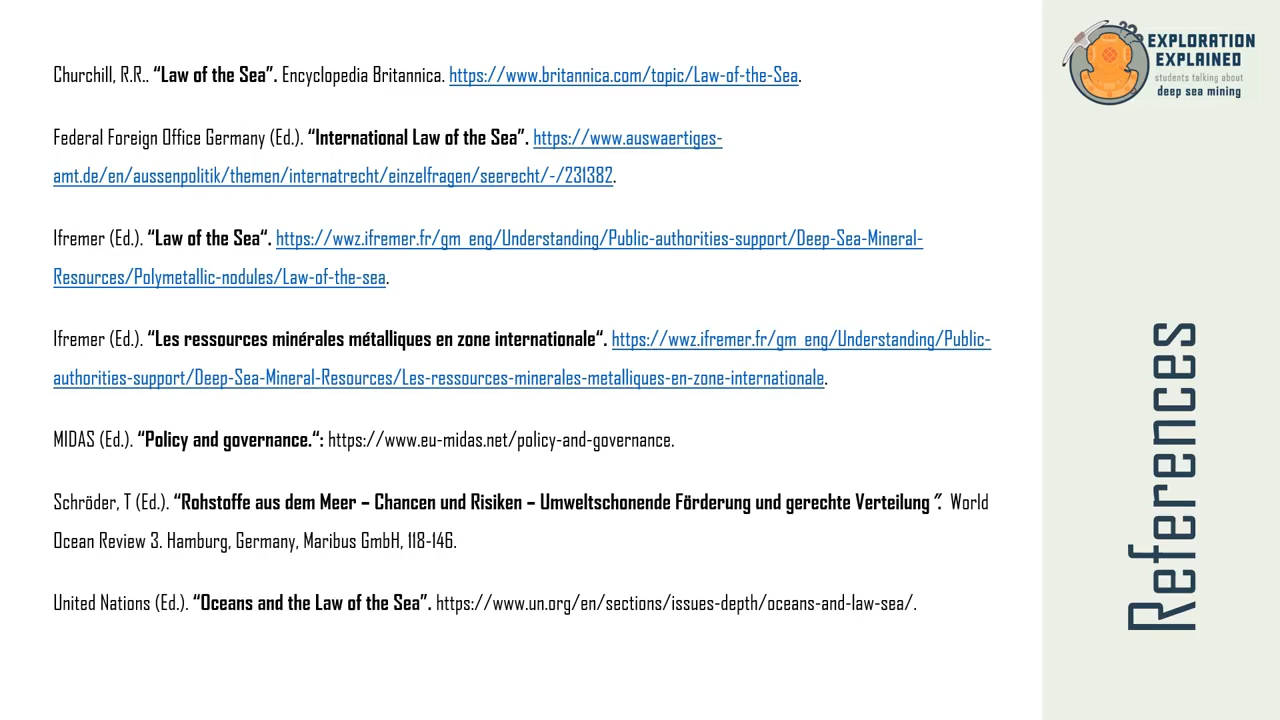 Churchill, R.R.. “Law of the Sea”. Encyclopedia Britannica. https://www.britannica.com/topic/Law-of-the-Sea.
Federal Foreign Office Germany (Ed.). “International Law of the Sea”. https://www.auswaertiges-
amt.de/en/aussenpolitik/themen/internatrecht/einzelfragen/seerecht/-/231382.
Ifremer (Ed.). “Law of the Sea“. https://wwz.ifremer.fr/gm_eng/Understanding/Public-authorities-support/Deep-Sea-Mineral-
Resources/Polymetallic-nodules/Law-of-the-sea.
Ifremer (Ed.). “Les ressources minérales métalliques en zone internationale“. https://wwz.ifremer.fr/gm_eng/Understanding/Public-
authorities-support/Deep-Sea-Mineral-Resources/Les-ressources-minerales-metalliques-en-zone-internationale.
MIDAS (Ed.). “Policy and governance.“: https://www.eu-midas.net/policy-and-governance.
Schröder, T (Ed.). “Rohstoffe aus dem Meer – Chancen und Risiken – Umweltschonende Förderung und gerechte Verteilung”. World
Ocean Review 3. Hamburg, Germany, Maribus GmbH, 118-146.
United Nations (Ed.). “Oceans and the Law of the Sea”. https://www.un.org/en/sections/issues-depth/oceans-and-law-sea/.
EXPLORATION
EXPLAINED
students talking about
deep sea mining
References